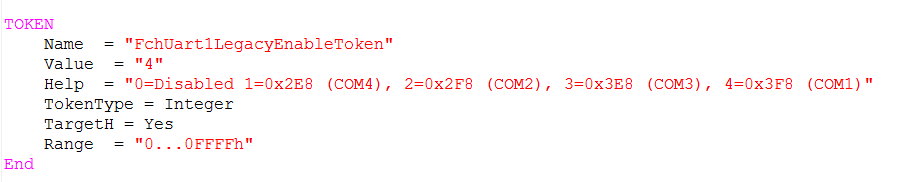 TOKEN
Name = "FchUart1LegacyEnableToken"
Value = "4"
Help = "0=Disabled 1=0x2E8 (COM4), 2=0x2F8 (COM2), 3=0x3E8 (COM3), 4=0x3F8 (COM1)"
TokenType = Integer
TargetH = Yes
Range = "0...0FFFFh"
End